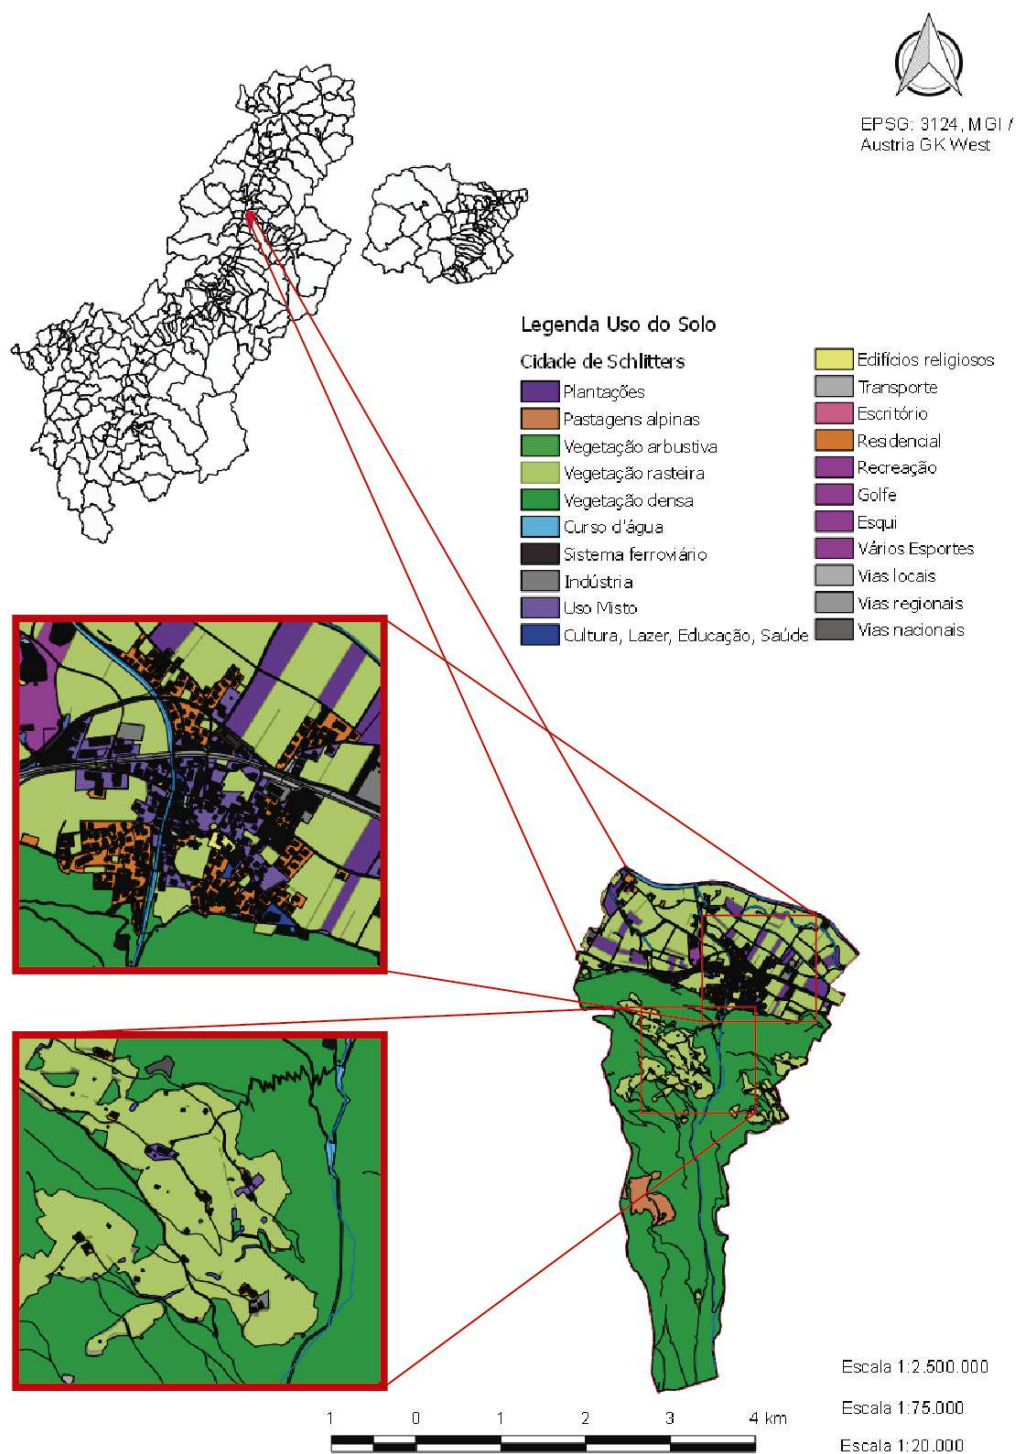 EPSG: 3124, MGI /
Austria GK West
Legenda Uso do Solo
Cidade de Schlitters
Plantações
Pastagens alpinas
Vegetação arbustiva
Vegetação rasteira
Vegetação densa
Curso d'água
Sistema ferroviário
Indústria
Uso Misto
Cultura, Lazer, Educação, Saúde
Edifícios religiosos
Transporte
Escritório
Residencial
Recreação
Golfe
Esqui
Vários Esportes
Vias locais
Vias regionais
Vias nacionais
Escala 1:2.500.000
Escala 1:75.000
Escala 1:20.000
1 0 1 2 3 4 km